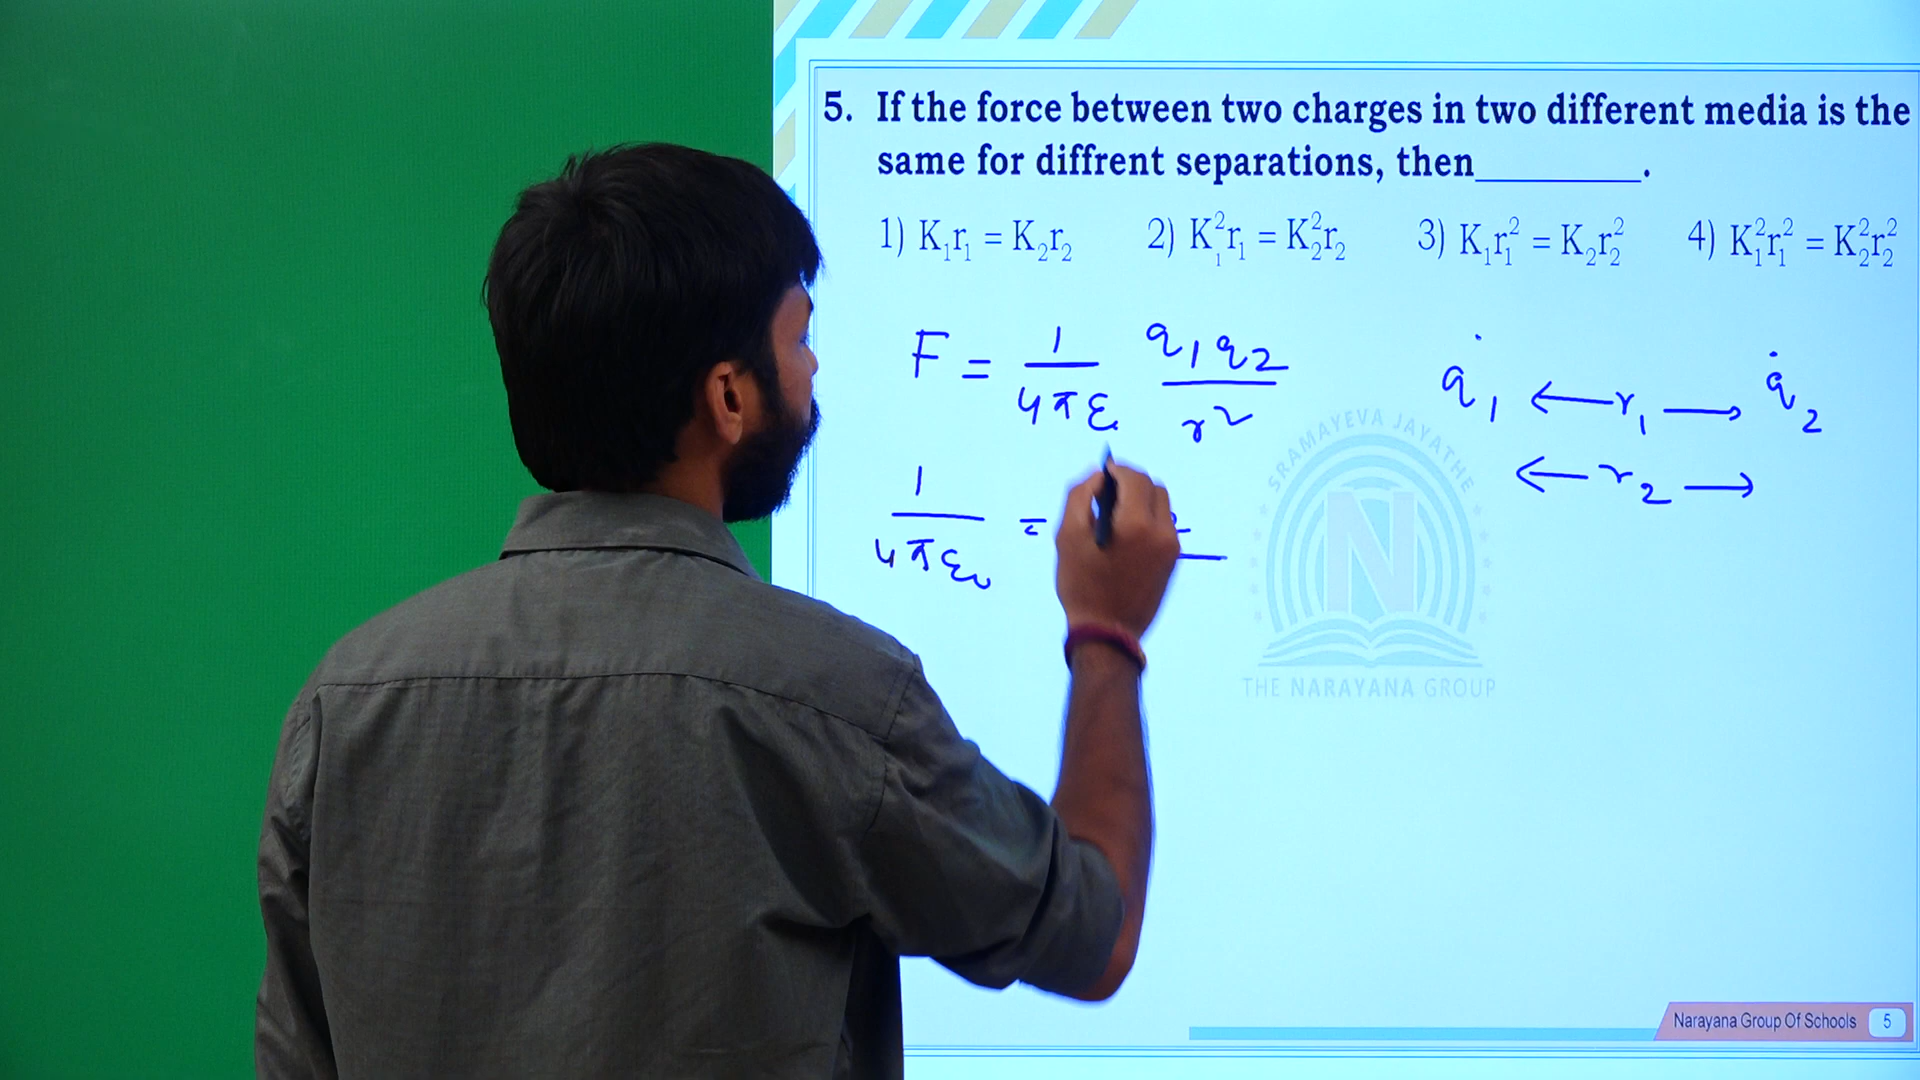 5. If the force between two charges in two different media is the
same for diffrent separations, then_________.
1) K₁r₁ = K₂r₂ 2) K₁²r₁ = K₂²r₂ 3) K₁r₁² = K₂r₂² 4) K₁²r₁² = K₂²r₂²
F = 1/4πε q₁q₂/r²
q₁ ← r₁ → q₂
← r₂ →
1/4πε₀ =
SRAMAYEVA JAYATHE
N
THE NARAYANA GROUP
Narayana Group Of Schools 5